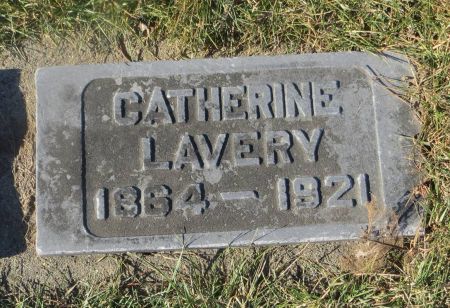 CATHERINE
LAVERY
1864 – 1921